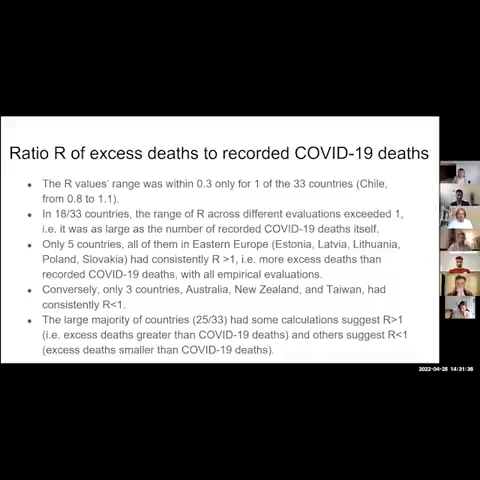 Ratio R of excess deaths to recorded COVID-19 deaths
● The R values' range was within 0.3 only for 1 of the 33 countries (Chile,
from 0.8 to 1.1).
● In 18/33 countries, the range of R across different evaluations exceeded 1,
i.e. it was as large as the number of recorded COVID-19 deaths itself.
● Only 5 countries, all of them in Eastern Europe (Estonia, Latvia, Lithuania,
Poland, Slovakia) had consistently R >1, i.e. more excess deaths than
recorded COVID-19 deaths, with all empirical evaluations.
● Conversely, only 3 countries, Australia, New Zealand, and Taiwan, had
consistently R<1.
● The large majority of countries (25/33) had some calculations suggest R>1
(i.e. excess deaths greater than COVID-19 deaths) and others suggest R<1
(excess deaths smaller than COVID-19 deaths).